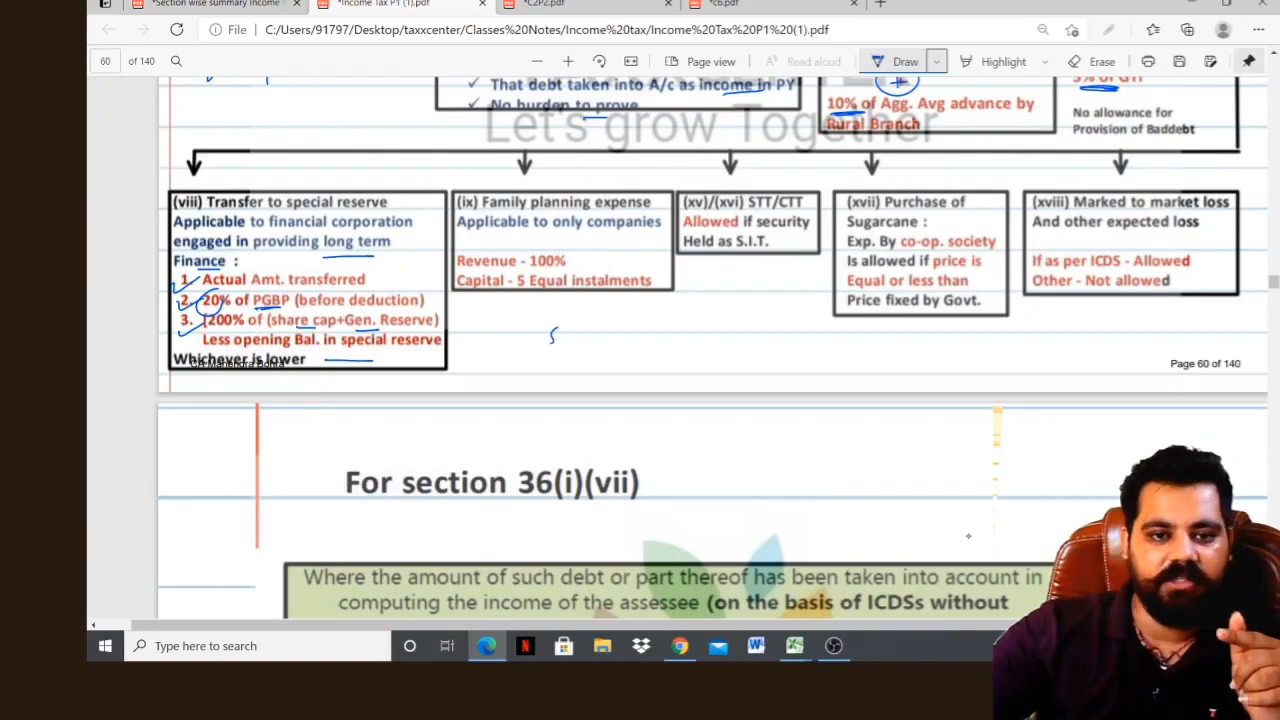 *Section wise summary Income T
*Income Tax P1 (1).pdf
*C2P2.pdf
*c6.pdf
File
C:/Users/91797/Desktop/taxxcenter/Classes%20Notes/Income%20tax/Income%20Tax%20P1%20(1).pdf
60 of 140
Page view
Read aloud
Draw
Highlight
Erase
✓ That debt taken into A/c as income in PY
✓ No burden to prove
+
10% of Agg. Avg advance by
Rural Branch
5% of GTI
No allowance for
Provision of Baddebt
Let's grow Together
(viii) Transfer to special reserve
Applicable to financial corporation
engaged in providing long term
Finance :
1. Actual Amt. transferred
2. 20% of PGBP (before deduction)
3. [200% of (share cap+Gen. Reserve)
Less opening Bal. in special reserve
Whichever is lower
CA Mahendra Bohra
(ix) Family planning expense
Applicable to only companies
Revenue - 100%
Capital - 5 Equal instalments
(xv)/(xvi) STT/CTT
Allowed if security
Held as S.I.T.
(xvii) Purchase of
Sugarcane :
Exp. By co-op. society
Is allowed if price is
Equal or less than
Price fixed by Govt.
(xviii) Marked to market loss
And other expected loss
If as per ICDS - Allowed
Other - Not allowed
Page 60 of 140
For section 36(i)(vii)
Where the amount of such debt or part thereof has been taken into account in
computing the income of the assessee (on the basis of ICDSs without
Type here to search